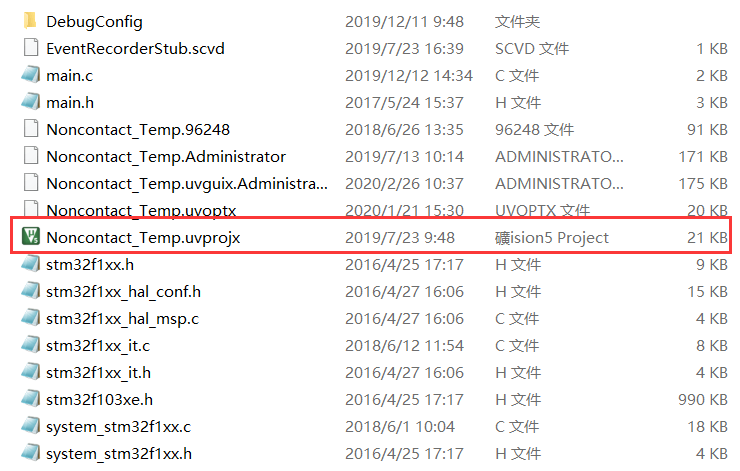 DebugConfig 2019/12/11 9:48 文件夹
EventRecorderStub.scvd 2019/7/23 16:39 SCVD 文件 1 KB
main.c 2019/12/12 14:34 C 文件 2 KB
main.h 2017/5/24 15:37 H 文件 3 KB
Noncontact_Temp.96248 2018/6/26 13:35 96248 文件 91 KB
Noncontact_Temp.Administrator 2019/7/13 10:14 ADMINISTRATO... 171 KB
Noncontact_Temp.uvguix.Administra... 2020/2/26 10:37 ADMINISTRATO... 175 KB
Noncontact_Temp.uvoptx 2020/1/21 15:30 UVOPTX 文件 20 KB
Noncontact_Temp.uvprojx 2019/7/23 9:48 礦ision5 Project 21 KB
stm32f1xx.h 2016/4/25 17:17 H 文件 9 KB
stm32f1xx_hal_conf.h 2016/4/27 16:06 H 文件 15 KB
stm32f1xx_hal_msp.c 2016/4/27 16:06 C 文件 4 KB
stm32f1xx_it.c 2018/6/12 11:54 C 文件 8 KB
stm32f1xx_it.h 2016/4/27 16:06 H 文件 4 KB
stm32f103xe.h 2016/4/25 17:17 H 文件 990 KB
system_stm32f1xx.c 2018/6/1 10:04 C 文件 18 KB
system_stm32f1xx.h 2016/4/25 17:17 H 文件 4 KB